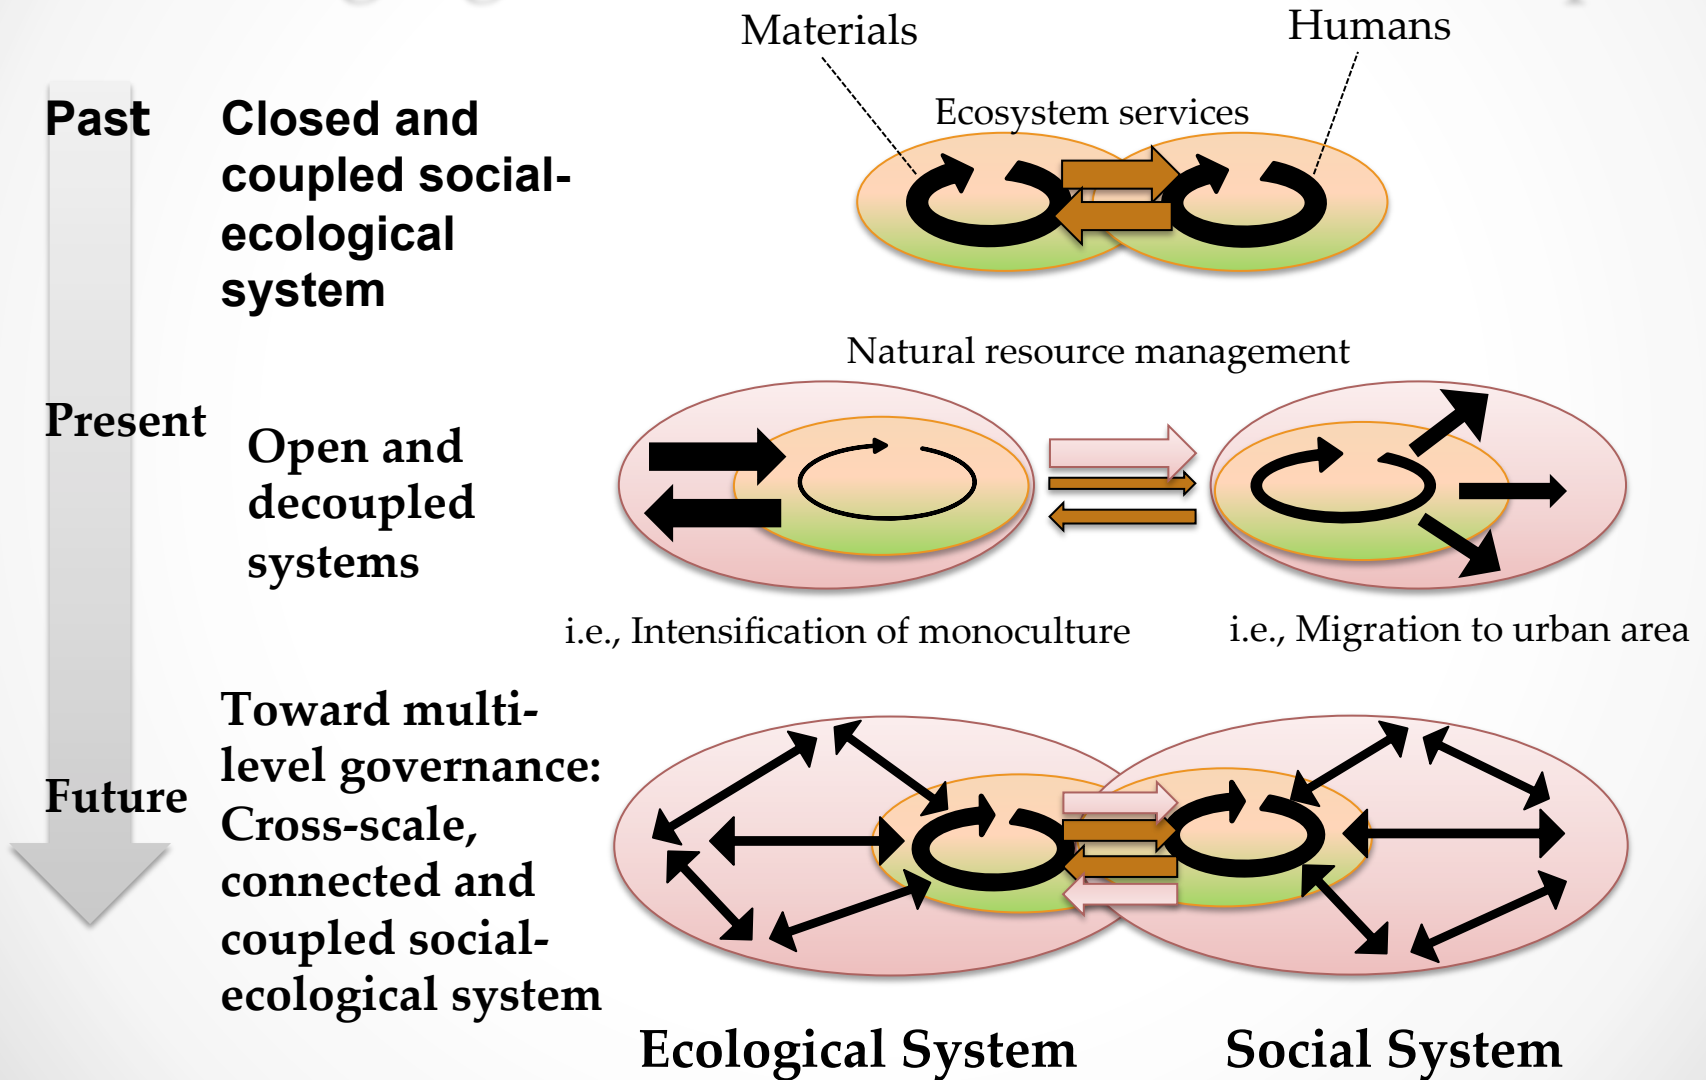 Materials
Humans
Past
Closed and
coupled social-
ecological
system
Ecosystem services
Natural resource management
Present
Open and
decoupled
systems
i.e., Intensification of monoculture
i.e., Migration to urban area
Future
Toward multi-
level governance:
Cross-scale,
connected and
coupled social-
ecological system
Ecological System
Social System